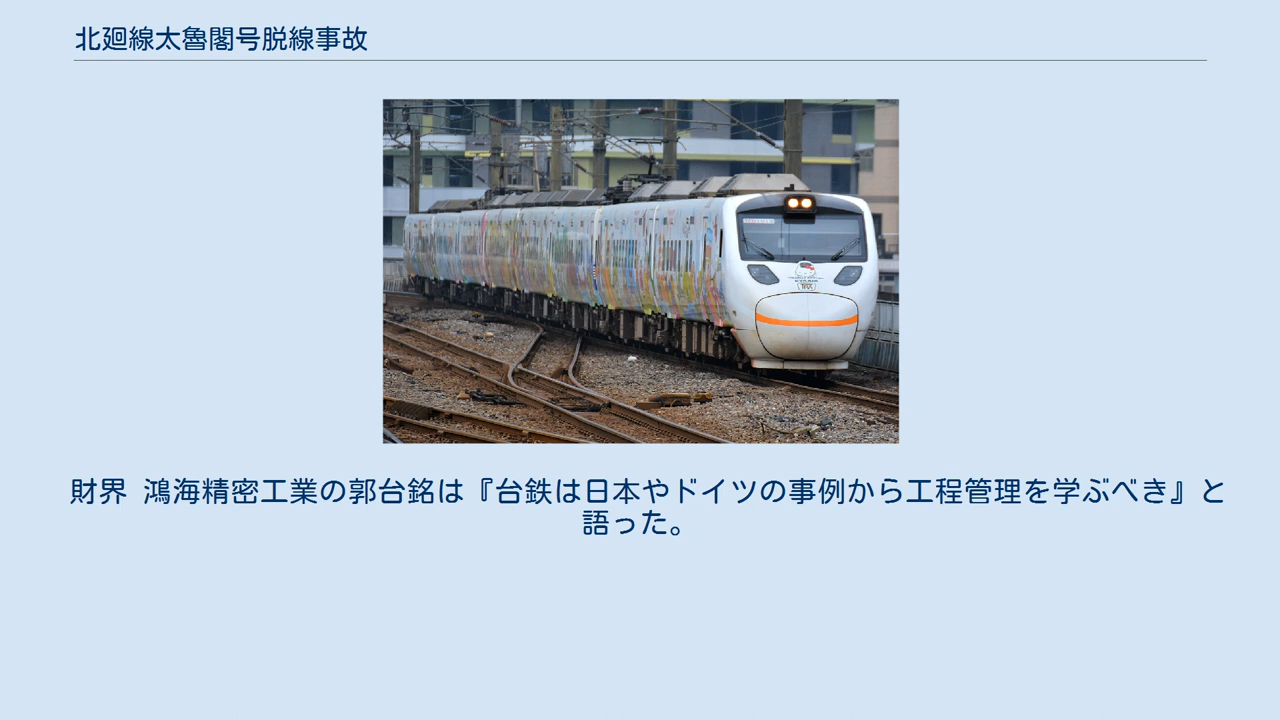 北廻線太魯閣号脱線事故
財界 鴻海精密工業の郭台銘は『台鉄は日本やドイツの事例から工程管理を学ぶべき』と
語った。